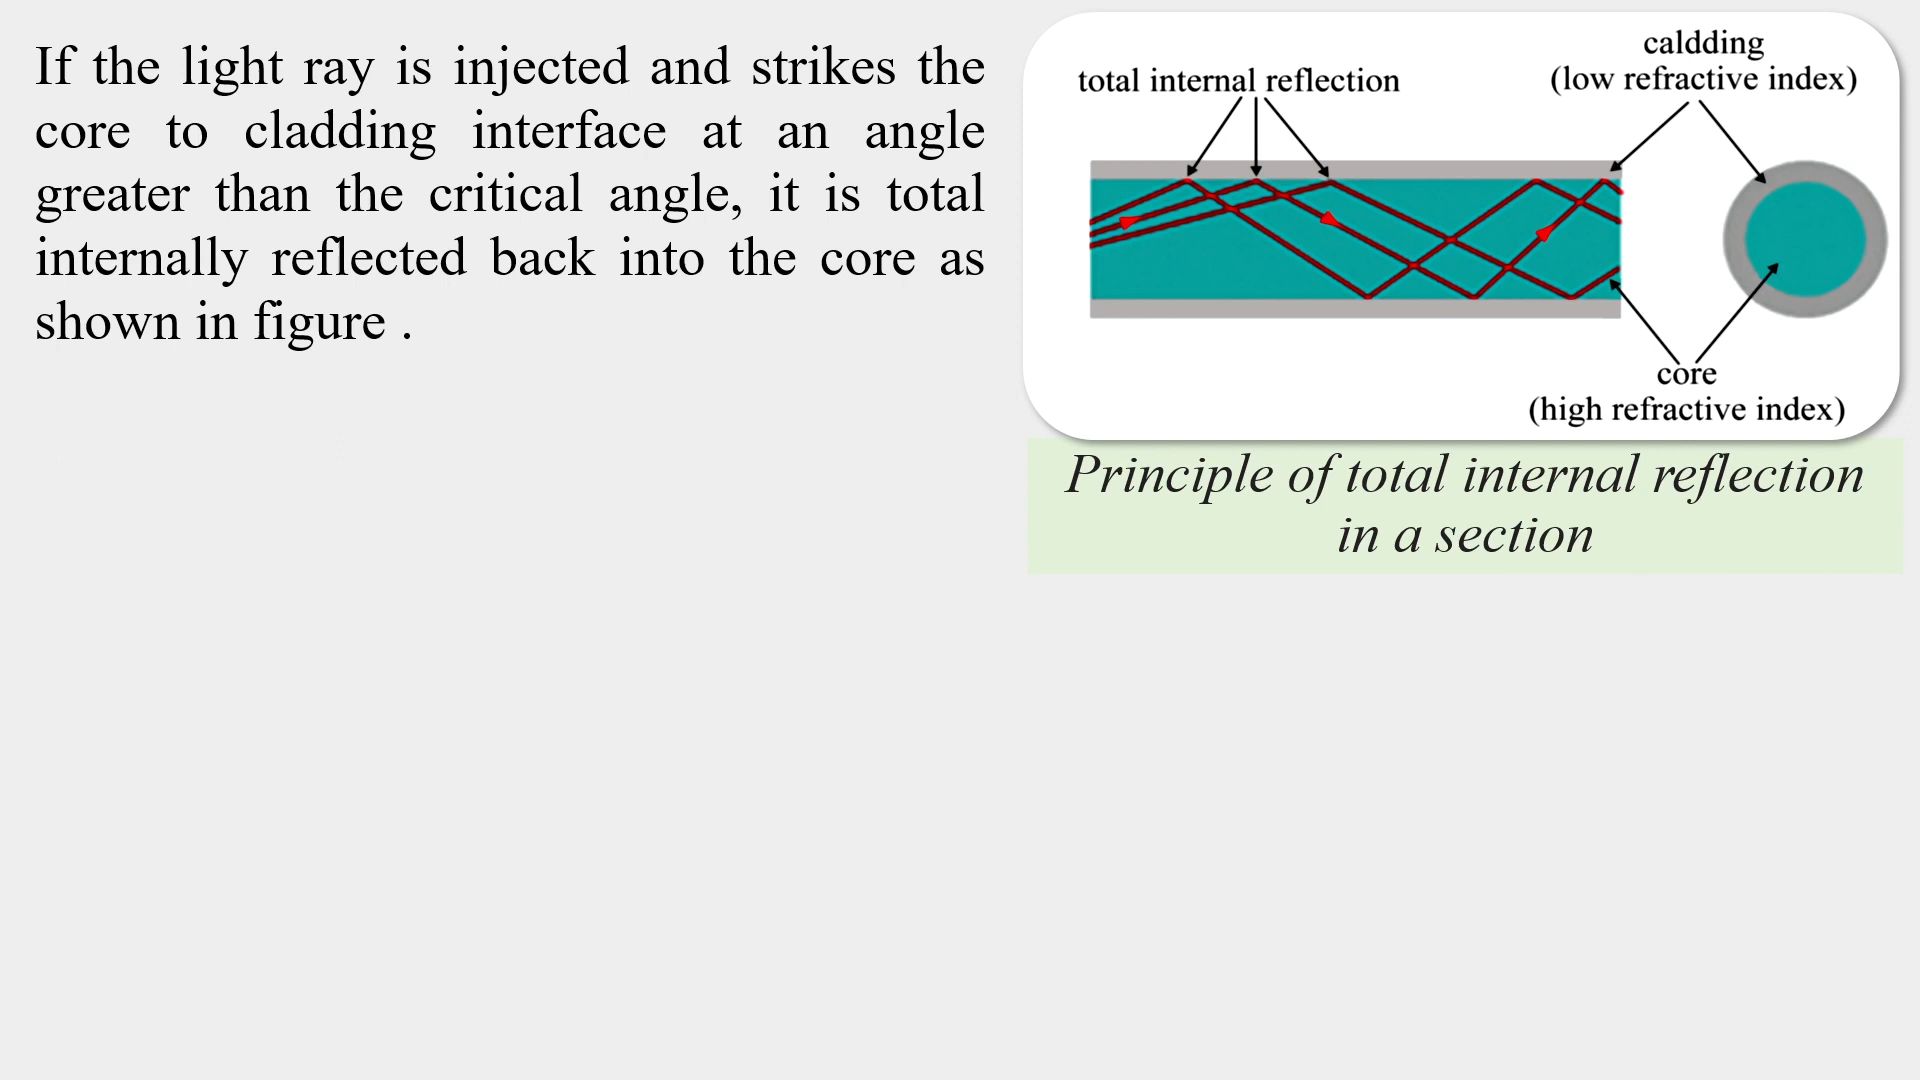 If the light ray is injected and strikes the
core to cladding interface at an angle
greater than the critical angle, it is total
internally reflected back into the core as
shown in figure .
total internal reflection
caldding
(low refractive index)
core
(high refractive index)
Principle of total internal reflection
in a section